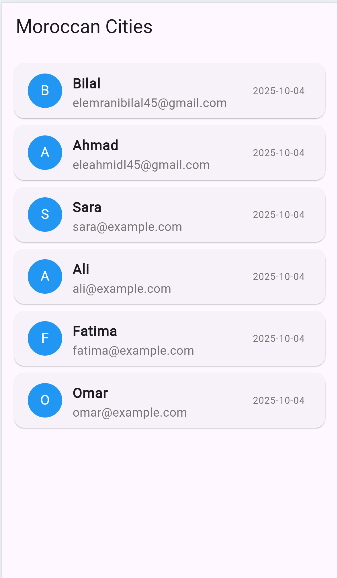 Moroccan Cities
B
Bilal
elemranibilal45@gmail.com
2025-10-04
A
Ahmad
eleahmidl45@gmail.com
2025-10-04
S
Sara
sara@example.com
2025-10-04
A
Ali
ali@example.com
2025-10-04
F
Fatima
fatima@example.com
2025-10-04
O
Omar
omar@example.com
2025-10-04